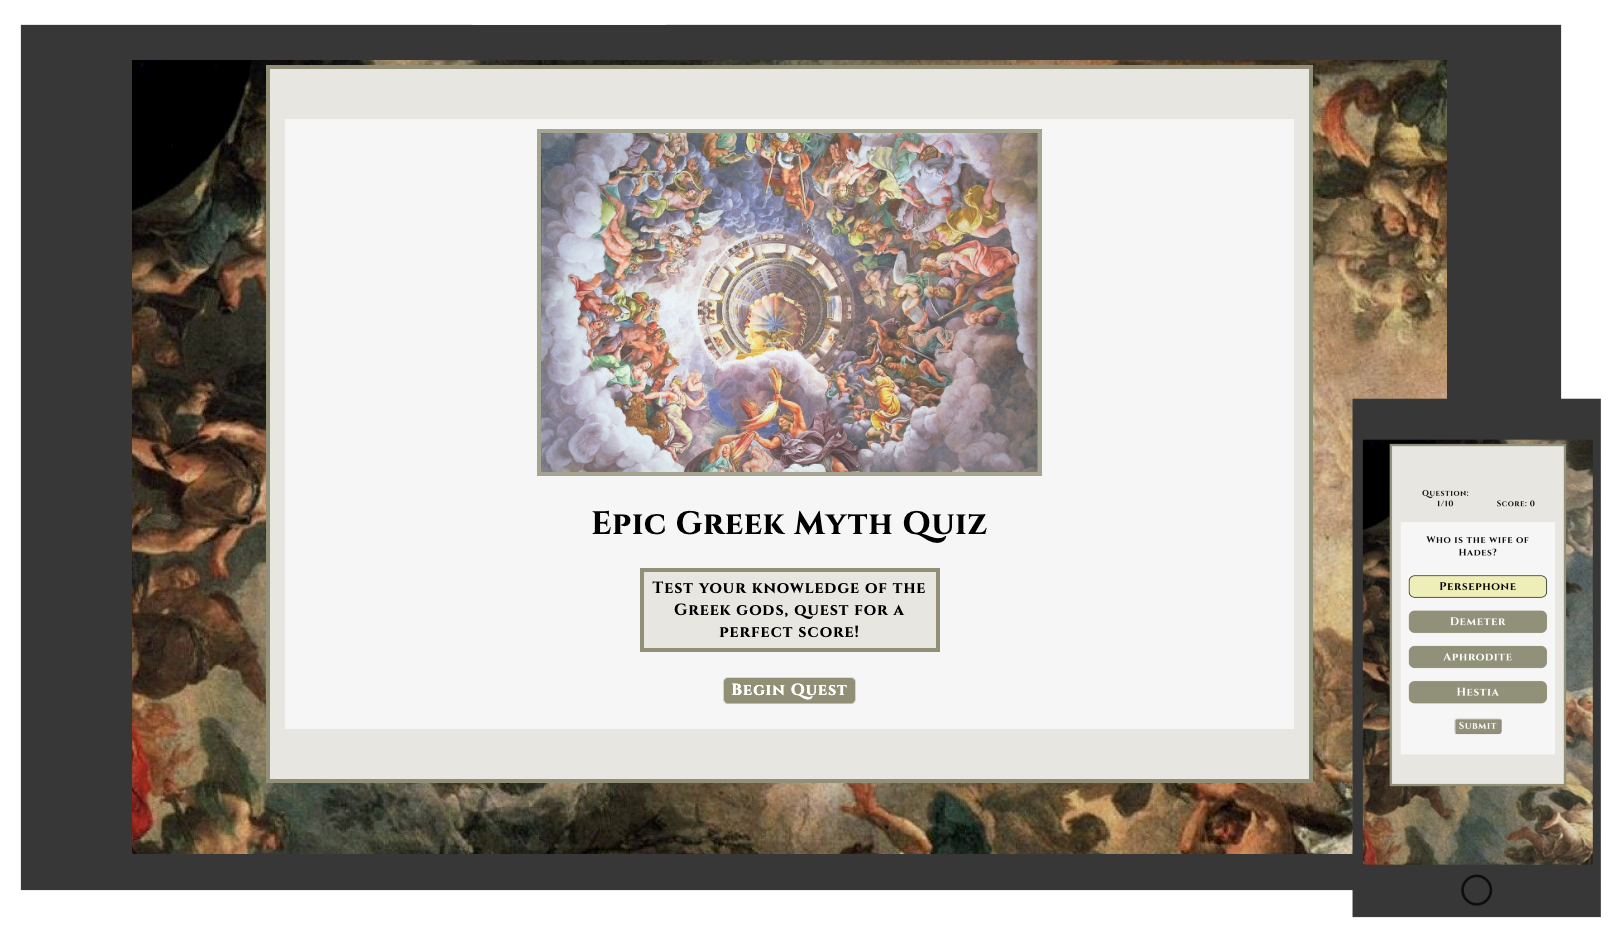 Epic Greek Myth Quiz
Test your knowledge of the
Greek gods, quest for a
perfect score!
Begin Quest
Question:
1/10
Score: 0
Who is the wife of
Hades?
Persephone
Demeter
Aphrodite
Hestia
Submit